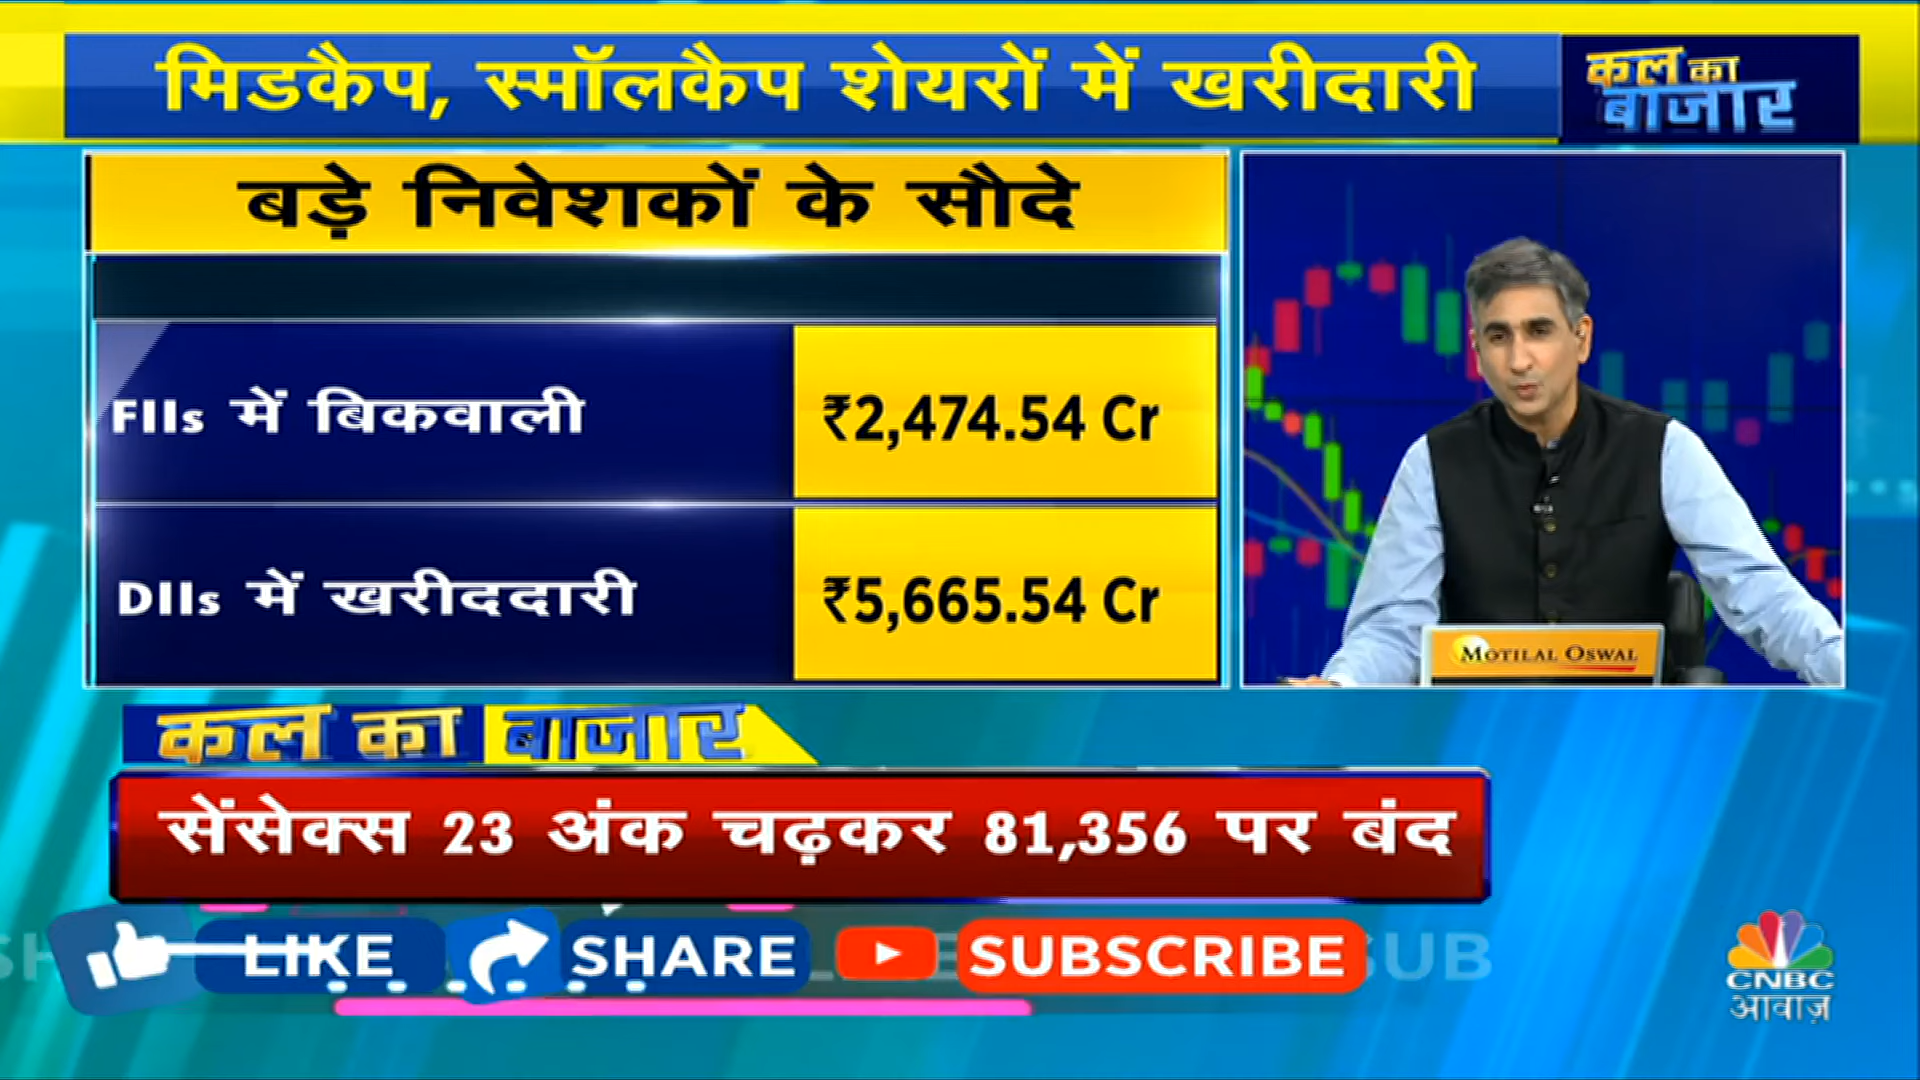 मिडकैप, स्मॉलकैप शेयरों में खरीदारी
कल का
बाजार
बड़े निवेशकों के सौदे
FIIs में बिकवाली
₹2,474.54 Cr
DIIs में खरीददारी
₹5,665.54 Cr
MOTILAL OSWAL
कल का बाजार
सेंसेक्स 23 अंक चढ़कर 81,356 पर बंद
LIKE
SHARE
SUBSCRIBE
SUB
CNBC
आवाज़